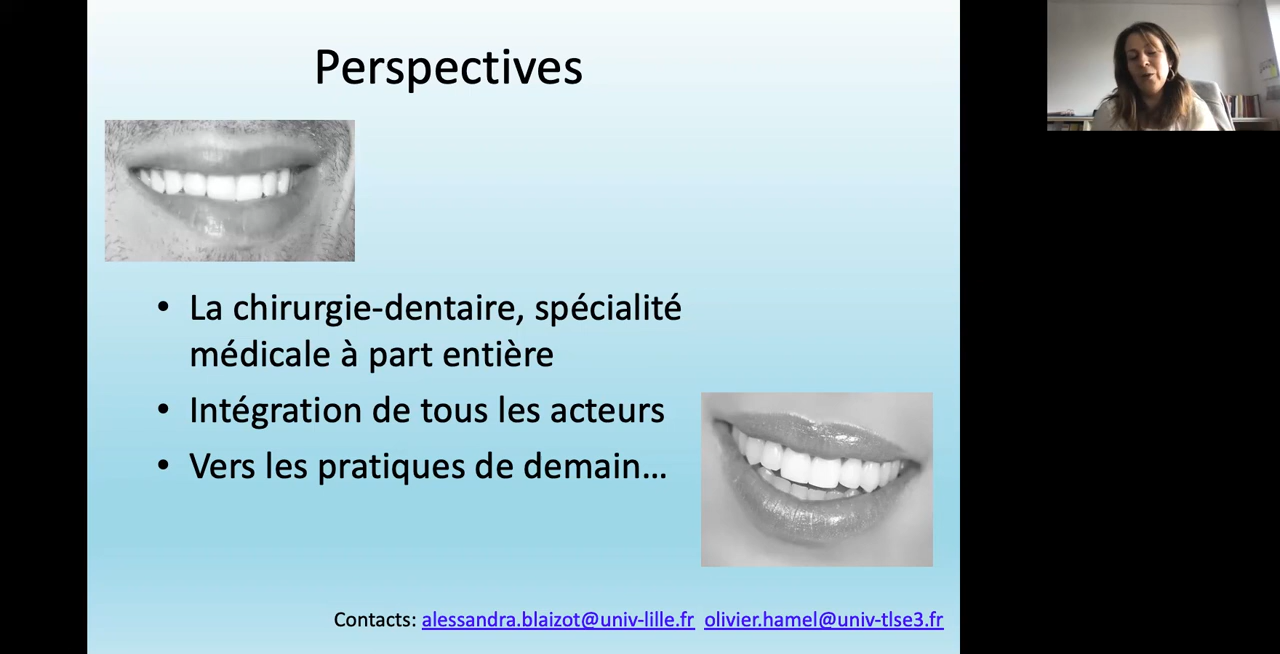 Perspectives
• La chirurgie-dentaire, spécialité
médicale à part entière
• Intégration de tous les acteurs
• Vers les pratiques de demain...
Contacts: alessandra.blaizot@univ-lille.fr olivier.hamel@univ-tlse3.fr